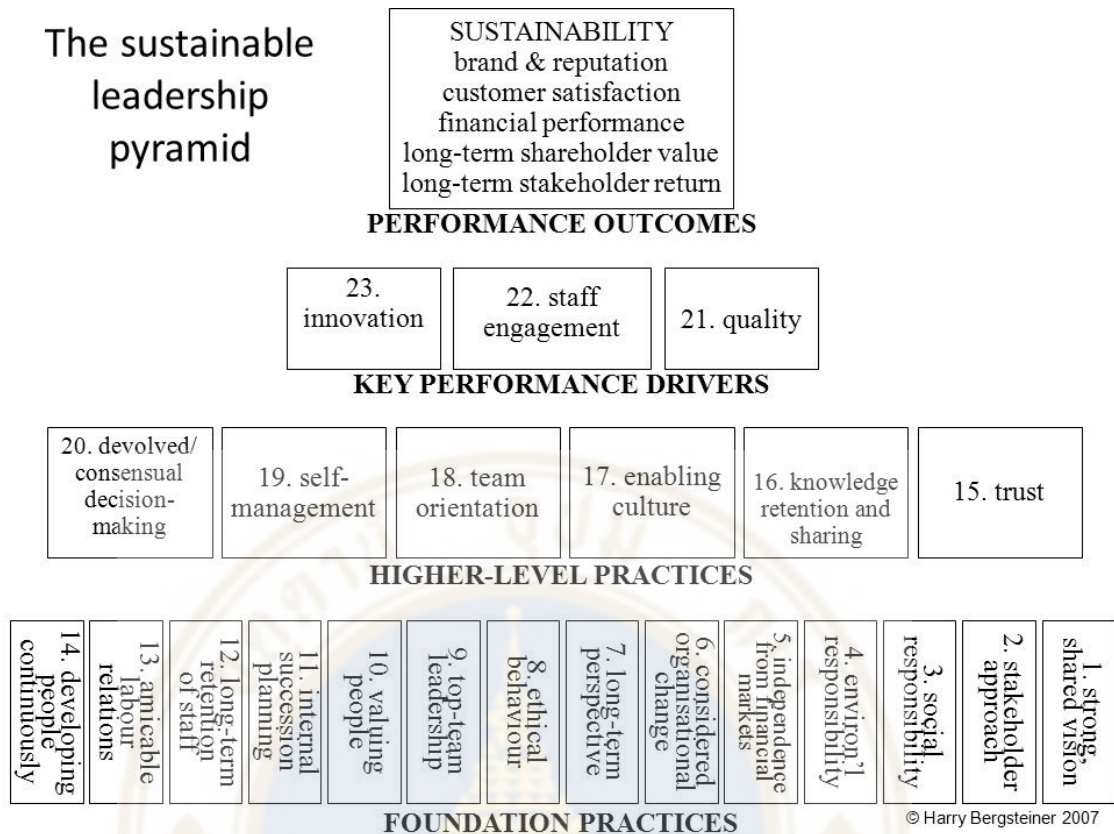 The sustainable
leadership
pyramid
SUSTAINABILITY
brand & reputation
customer satisfaction
financial performance
long-term shareholder value
long-term stakeholder return
PERFORMANCE OUTCOMES
23.
innovation
22. staff
engagement
21. quality
KEY PERFORMANCE DRIVERS
20. devolved/
consensual
decision-
making
19. self-
management
18. team
orientation
17. enabling
culture
16. knowledge
retention and
sharing
15. trust
HIGHER-LEVEL PRACTICES
14. developing
people
continuously
13. amicable
labour
relations
12. long-term
retention
of staff
11. internal
succession
planning
10. valuing
people
9. top-team
leadership
8. ethical
behaviour
7. long-term
perspective
6. considered
organisational
change
5. independence
from financial
markets
4. environ'l
responsibility
3. social
responsibility
2. stakeholder
approach
1. strong,
shared vision
FOUNDATION PRACTICES
© Harry Bergsteiner 2007